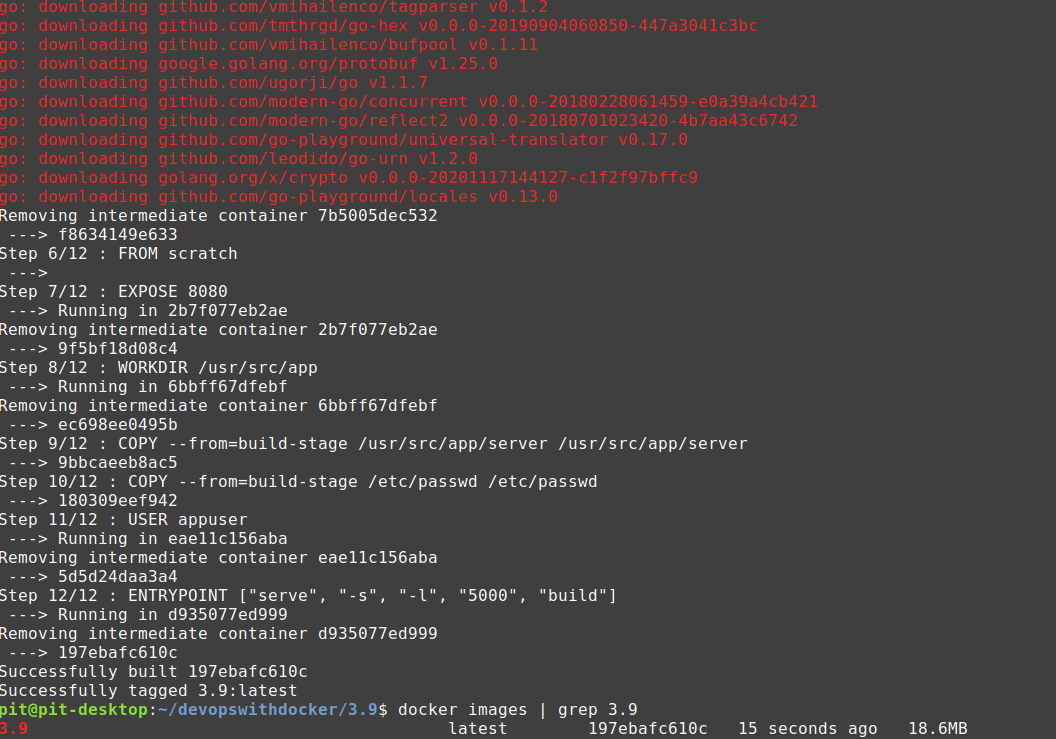 go: downloading github.com/vmihailenco/tagparser v0.1.2
go: downloading github.com/tmthrgd/go-hex v0.0.0-20190904060850-447a3041c3bc
go: downloading github.com/vmihailenco/bufpool v0.1.11
go: downloading google.golang.org/protobuf v1.25.0
go: downloading github.com/ugorji/go v1.1.7
go: downloading github.com/modern-go/concurrent v0.0.0-20180228061459-e0a39a4cb421
go: downloading github.com/modern-go/reflect2 v0.0.0-20180701023420-4b7aa43c6742
go: downloading github.com/go-playground/universal-translator v0.17.0
go: downloading github.com/leodido/go-urn v1.2.0
go: downloading golang.org/x/crypto v0.0.0-20201117144127-c1f2f97bffc9
go: downloading github.com/go-playground/locales v0.13.0
Removing intermediate container 7b5005dec532
 ---> f8634149e633
Step 6/12 : FROM scratch
 --->
Step 7/12 : EXPOSE 8080
 ---> Running in 2b7f077eb2ae
Removing intermediate container 2b7f077eb2ae
 ---> 9f5bf18d08c4
Step 8/12 : WORKDIR /usr/src/app
 ---> Running in 6bbff67dfebf
Removing intermediate container 6bbff67dfebf
 ---> ec698ee0495b
Step 9/12 : COPY --from=build-stage /usr/src/app/server /usr/src/app/server
 ---> 9bbcaeeb8ac5
Step 10/12 : COPY --from=build-stage /etc/passwd /etc/passwd
 ---> 180309eef942
Step 11/12 : USER appuser
 ---> Running in eae11c156aba
Removing intermediate container eae11c156aba
 ---> 5d5d24daa3a4
Step 12/12 : ENTRYPOINT ["serve", "-s", "-l", "5000", "build"]
 ---> Running in d935077ed999
Removing intermediate container d935077ed999
 ---> 197ebafc610c
Successfully built 197ebafc610c
Successfully tagged 3.9:latest
pit@pit-desktop:~/devopswithdocker/3.9$ docker images | grep 3.9
3.9 latest 197ebafc610c 15 seconds ago 18.6MB